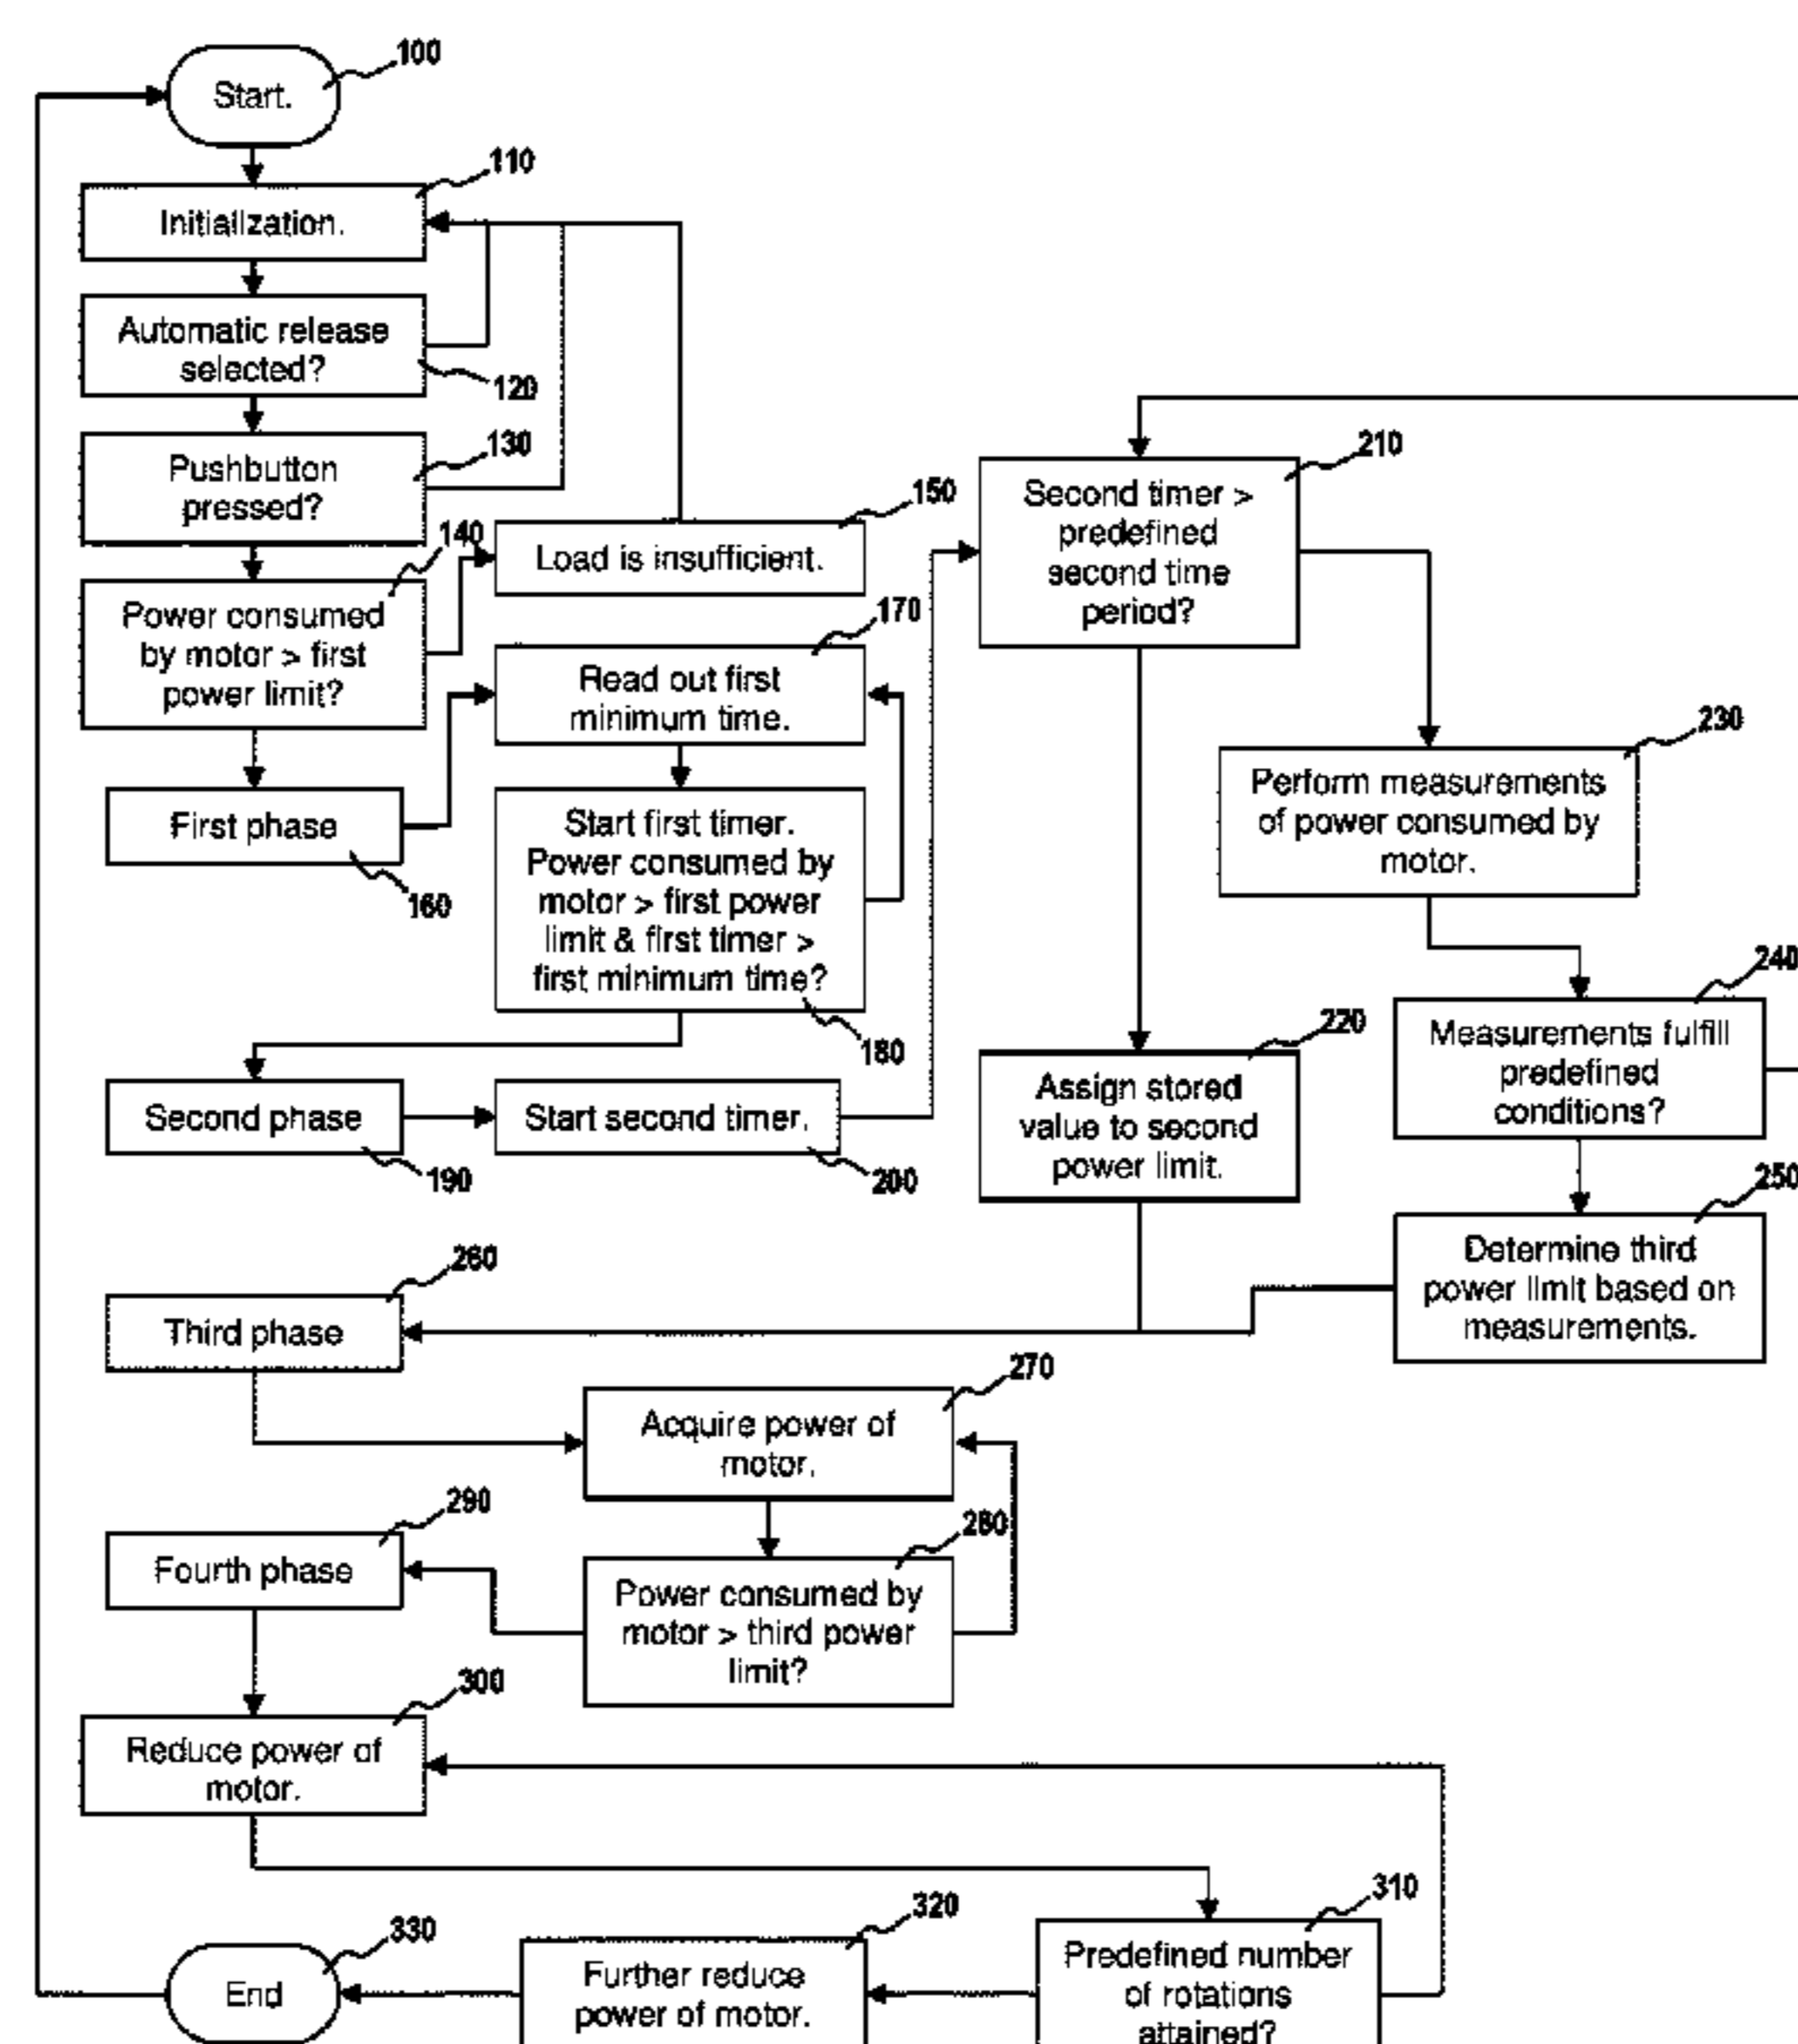 100
Start.
110
Initialization.
Automatic release
selected?
120
130
Pushbutton
pressed?
140
Power consumed
by motor > first
power limit?
150
Load is insufficient.
160
First phase
170
Read out first
minimum time.
Start first timer.
Power consumed by
motor > first power
limit & first timer >
first minimum time?
180
Second phase
190
Start second timer.
200
210
Second timer >
predefined
second time
period?
220
Assign stored
value to second
power limit.
230
Perform measurements
of power consumed by
motor.
240
Measurements fulfill
predefined
conditions?
250
Determine third
power limit based on
measurements.
260
Third phase
270
Acquire power of
motor.
280
Power consumed by
motor > third power
limit?
290
Fourth phase
300
Reduce power of
motor.
310
Predefined number
of rotations
attained?
320
Further reduce
power of motor.
330
End